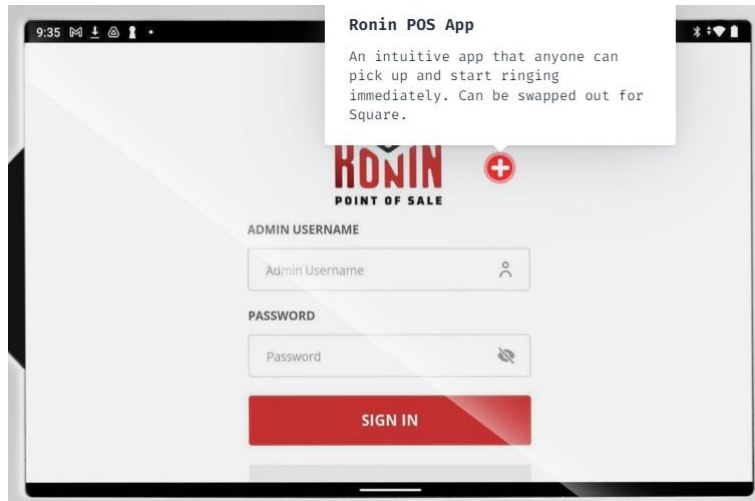 9:35
Ronin POS App
An intuitive app that anyone can
pick up and start ringing
immediately. Can be swapped out for
Square.
RONIN
POINT OF SALE
ADMIN USERNAME
Admin Username
PASSWORD
Password
SIGN IN